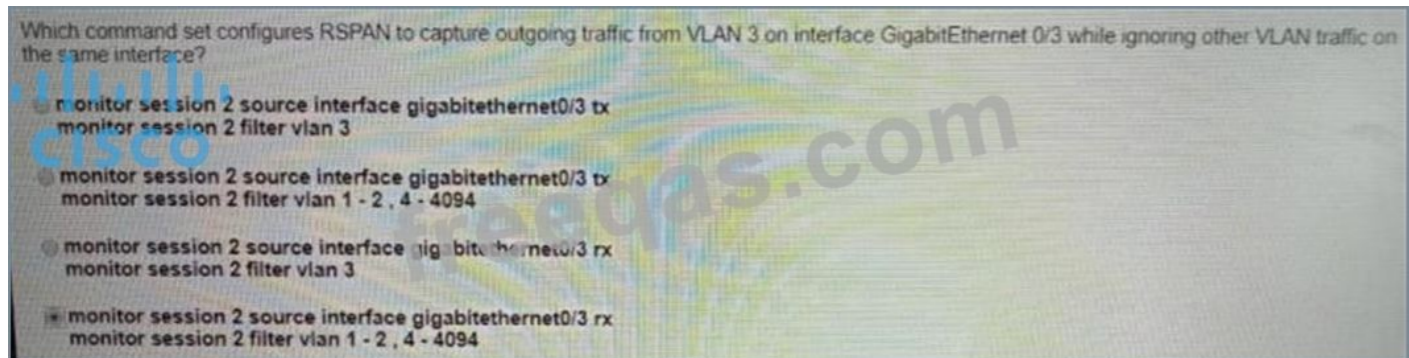 Which command set configures RSPAN to capture outgoing traffic from VLAN 3 on interface GigabitEthernet 0/3 while ignoring other VLAN traffic on
the same interface?
monitor session 2 source interface gigabitethernet0/3 tx
monitor session 2 filter vlan 3
CISCO
monitor session 2 source interface gigabitethernet0/3 tx
monitor session 2 filter vlan 1 - 2 , 4 - 4094
freeqas.com
monitor session 2 source interface gigabitethernet0/3 rx
monitor session 2 filter vlan 3
monitor session 2 source interface gigabitethernet0/3 rx
monitor session 2 filter vlan 1 - 2 , 4 - 4094